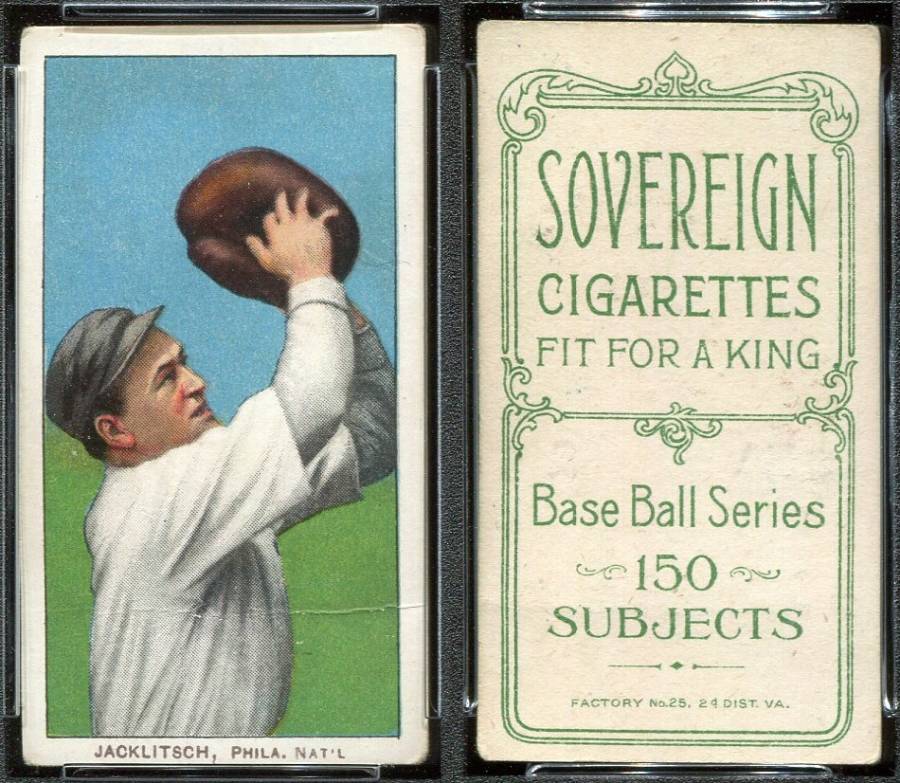 JACKLITSCH, PHILA. NAT'L
SOVEREIGN
CIGARETTES
FIT FOR A KING
Base Ball Series
150
SUBJECTS
FACTORY No. 25, 2d DIST. VA.